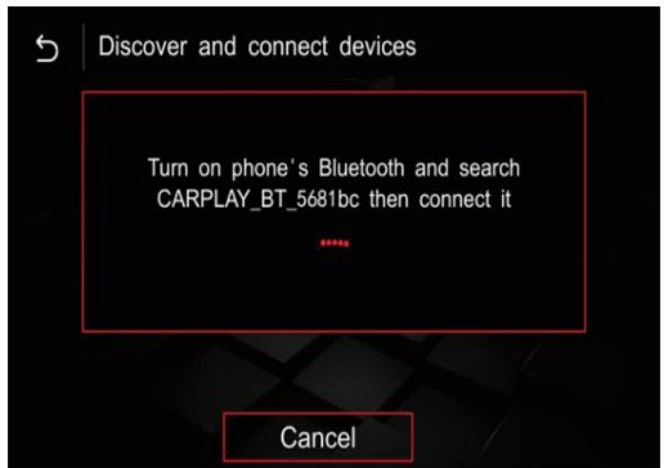 Discover and connect devices
Turn on phone's Bluetooth and search
CARPLAY_BT_5681bc then connect it
Cancel